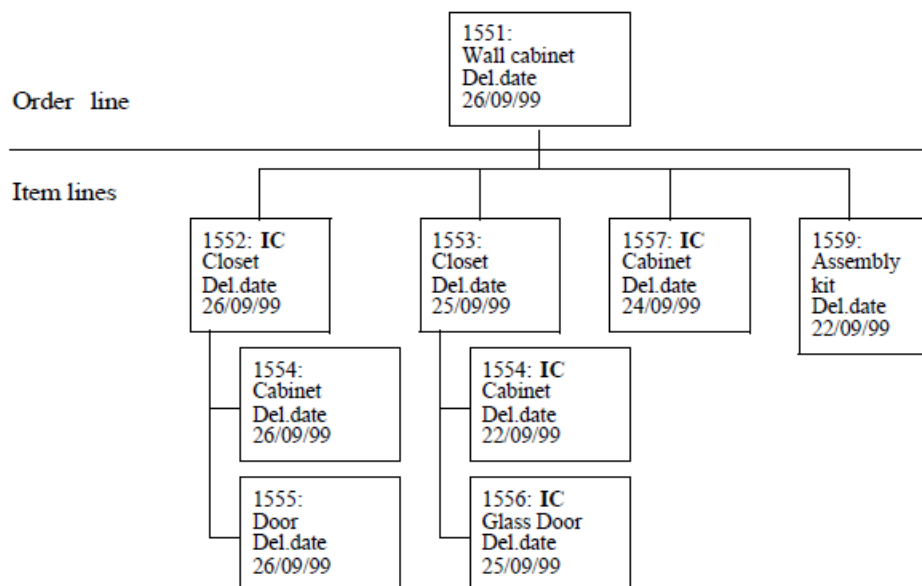 1551:
Wall cabinet
Del.date
26/09/99
Order line
Item lines
1552: IC
Closet
Del.date
26/09/99
1553:
Closet
Del.date
25/09/99
1557: IC
Cabinet
Del.date
24/09/99
1559:
Assembly
kit
Del.date
22/09/99
1554:
Cabinet
Del.date
26/09/99
1554: IC
Cabinet
Del.date
22/09/99
1555:
Door
Del.date
26/09/99
1556: IC
Glass Door
Del.date
25/09/99